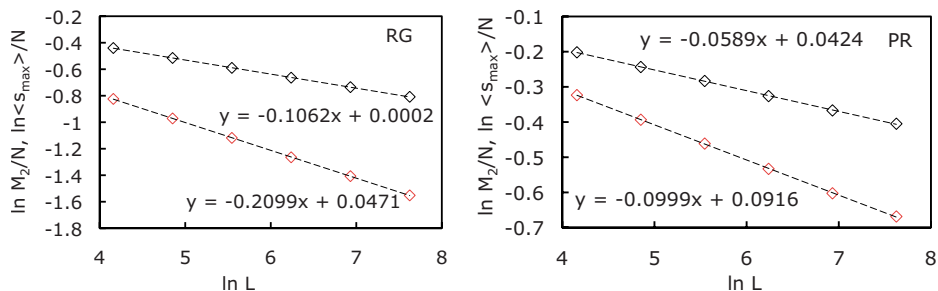 ln M₂/N, ln<s_max>/N
-0.2
-0.4
-0.6
-0.8
-1
-1.2
-1.4
-1.6
-1.8
RG
y = -0.1062x + 0.0002
y = -0.2099x + 0.0471
4 5 6 7 8
ln L
ln M₂/N, ln <s_max>/N
-0.1
-0.2
-0.3
-0.4
-0.5
-0.6
-0.7
y = -0.0589x + 0.0424
PR
y = -0.0999x + 0.0916
4 5 6 7 8
ln L